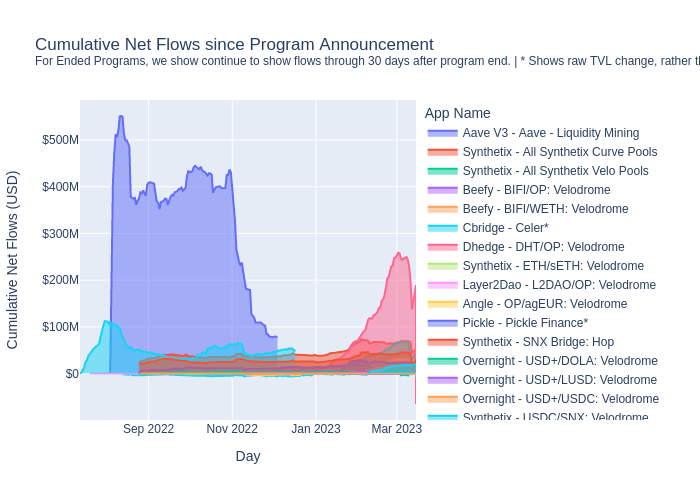 Cumulative Net Flows since Program Announcement
For Ended Programs, we show continue to show flows through 30 days after program end. | * Shows raw TVL change, rather
App Name
Aave V3 - Aave - Liquidity Mining
Synthetix - All Synthetix Curve Pools
Synthetix - All Synthetix Velo Pools
Beefy - BIFI/OP: Velodrome
Beefy - BIFI/WETH: Velodrome
Cbridge - Celer*
Dhedge - DHT/OP: Velodrome
Synthetix - ETH/sETH: Velodrome
Layer2Dao - L2DAO/OP: Velodrome
Angle - OP/agEUR: Velodrome
Pickle - Pickle Finance*
Synthetix - SNX Bridge: Hop
Overnight - USD+/DOLA: Velodrome
Overnight - USD+/LUSD: Velodrome
Overnight - USD+/USDC: Velodrome
Synthetix - USDC/SNX: Velodrome
$500M
$400M
$300M
$200M
$100M
$0
Cumulative Net Flows (USD)
Sep 2022
Nov 2022
Jan 2023
Mar 2023
Day